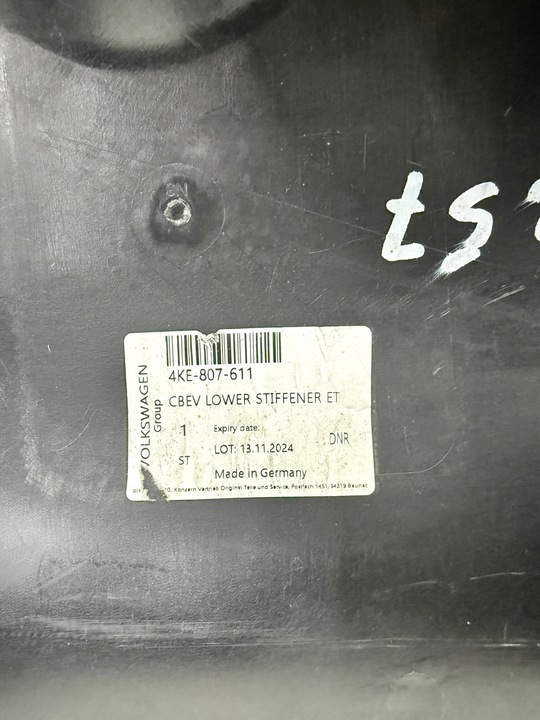 ts
VOLKSWAGEN
Group
4KE-807-611
CBEV LOWER STIFFENER ET
1
Expiry date:
DNR
LOT: 13.11.2024
ST
Made in Germany
Konzern Vertrieb Original Teile und Service, Postfach 1451, 34219 Baunat